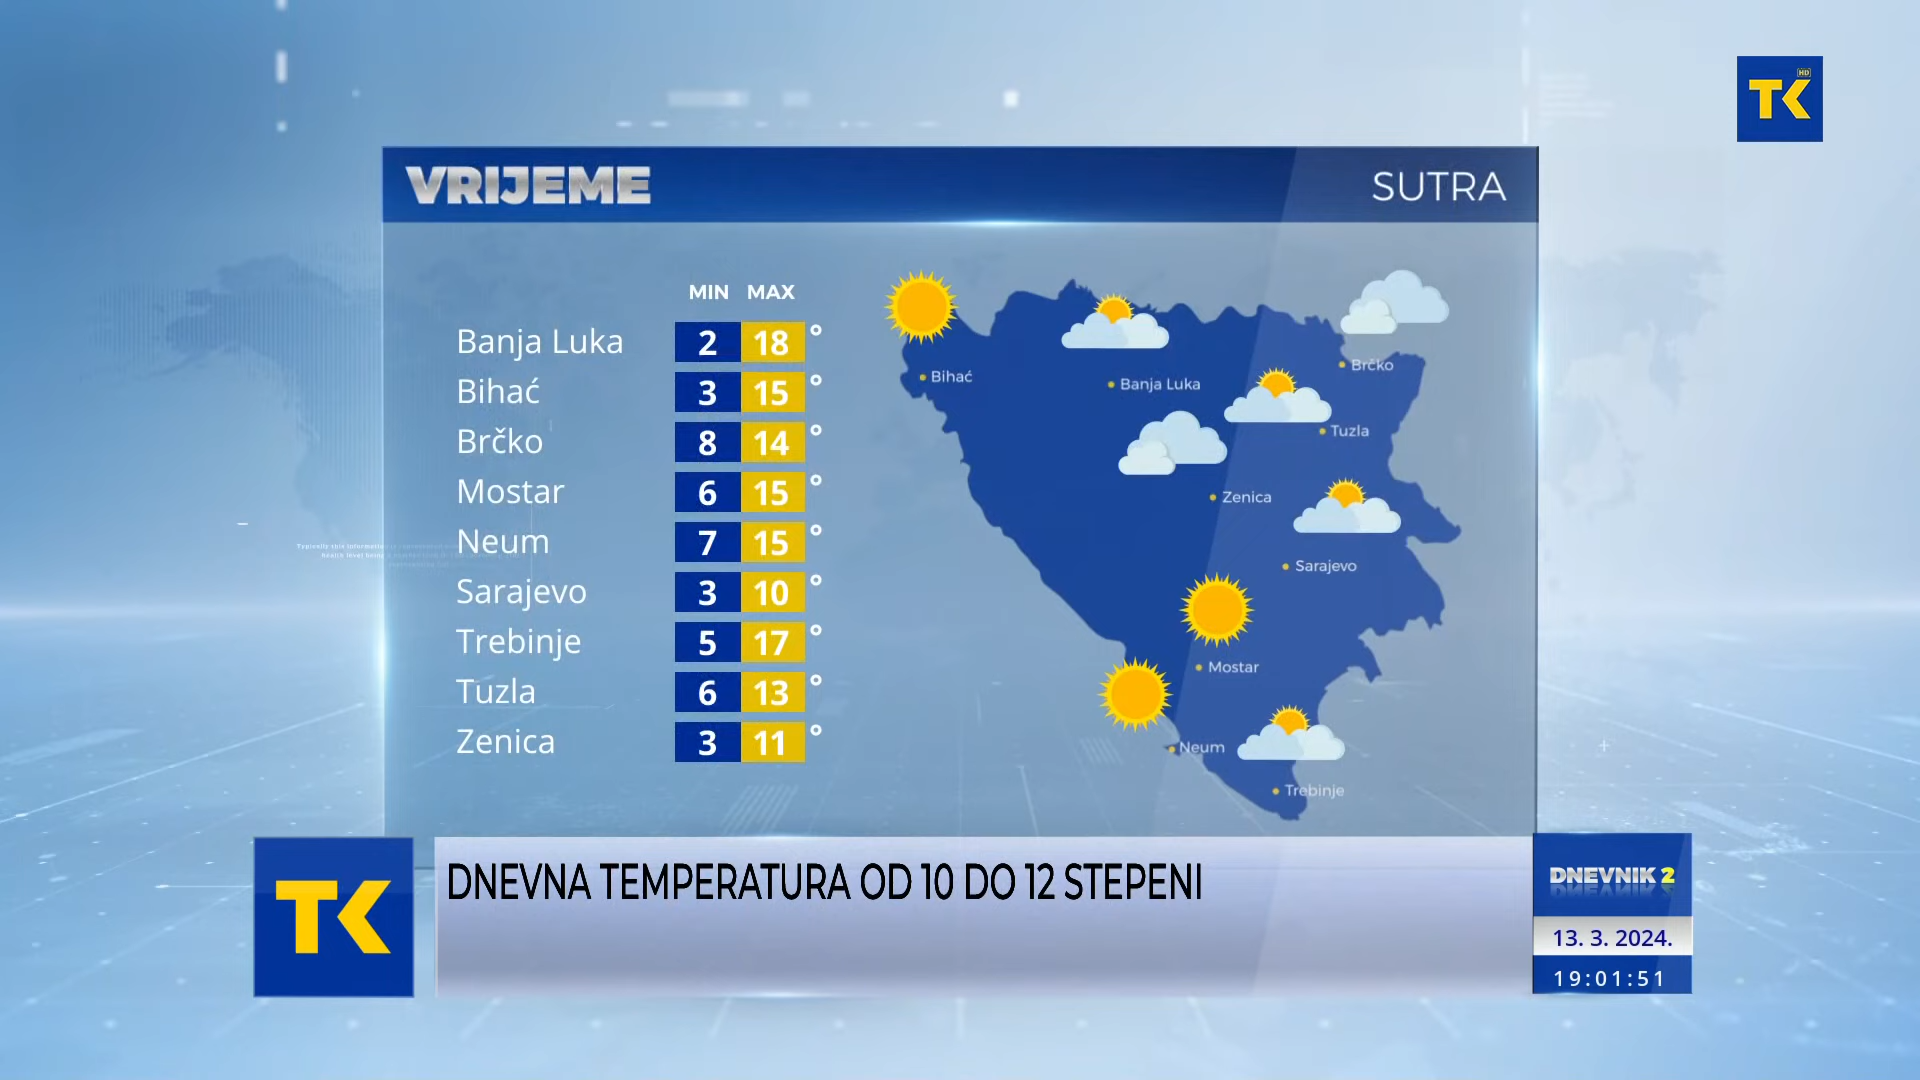 TK HD
VRIJEME
SUTRA
MIN MAX
Banja Luka 2 18 °
Bihać 3 15 °
Brčko 8 14 °
Mostar 6 15 °
Neum 7 15 °
Sarajevo 3 10 °
Trebinje 5 17 °
Tuzla 6 13 °
Zenica 3 11 °
Brčko
Bihać
Banja Luka
Tuzla
Zenica
Sarajevo
Mostar
Neum
Trebinje
TK
DNEVNA TEMPERATURA OD 10 DO 12 STEPENI
DNEVNIK 2
13. 3. 2024.
19:01:51